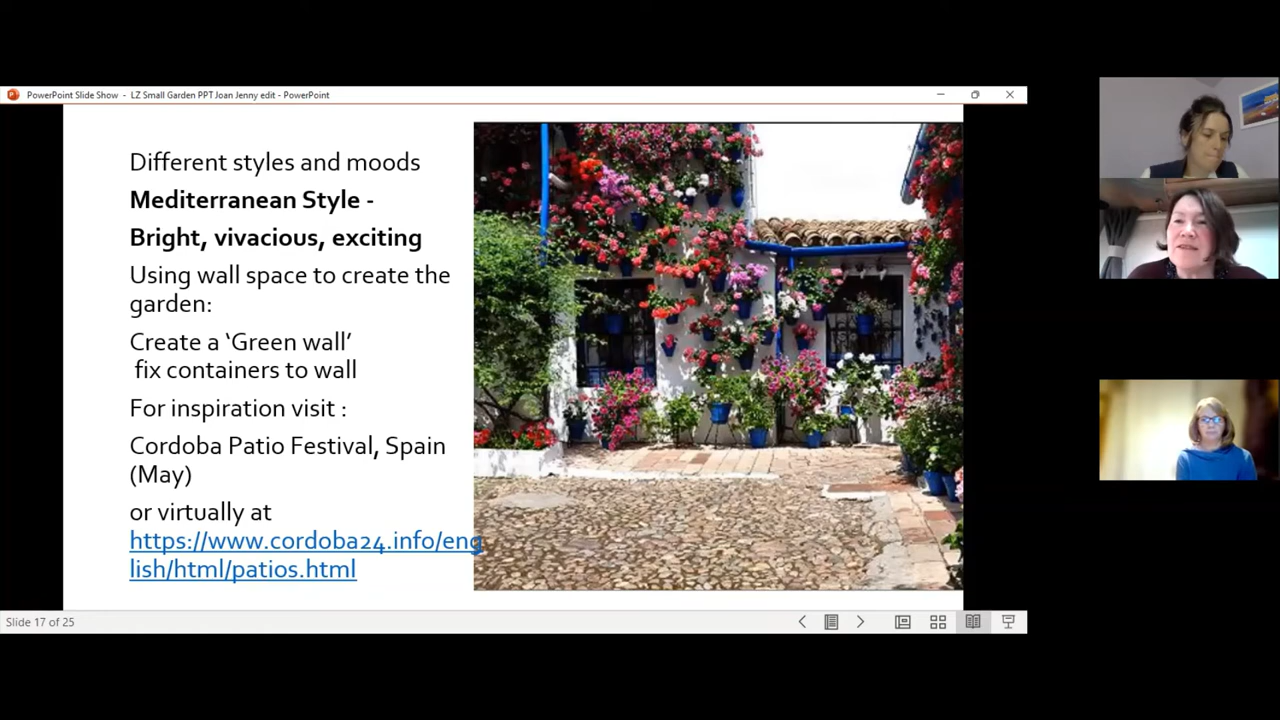 PowerPoint Slide Show - LZ Small Garden PPT Joan Jenny edit - PowerPoint
Different styles and moods
Mediterranean Style -
Bright, vivacious, exciting
Using wall space to create the
garden:
Create a ‘Green wall’
fix containers to wall
For inspiration visit :
Cordoba Patio Festival, Spain
(May)
or virtually at
https://www.cordoba24.info/eng
lish/html/patios.html
Slide 17 of 25